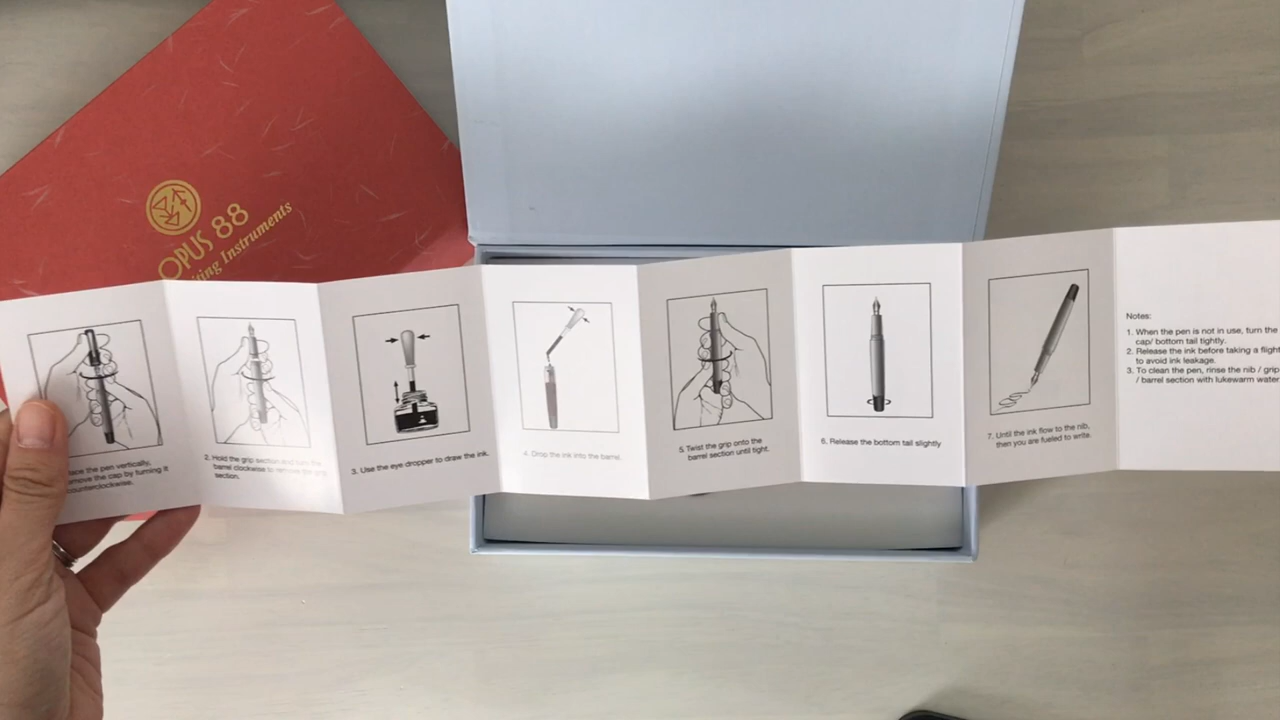 OPUS 88
Writing Instruments
place the pen vertically,
remove the cap by turning it
counterclockwise.
2. Hold the grip section and turn the
barrel clockwise to remove the grip
section.
3. Use the eye dropper to draw the ink.
4. Drop the ink into the barrel.
5. Twist the grip onto the
barrel section until tight.
6. Release the bottom tail slightly
7. Until the ink flow to the nib,
then you are fueled to write.
Notes:
1. When the pen is not in use, turn the
cap/ bottom tail tightly.
2. Release the ink before taking a flight
to avoid ink leakage.
3. To clean the pen, rinse the nib / grip
/ barrel section with lukewarm water